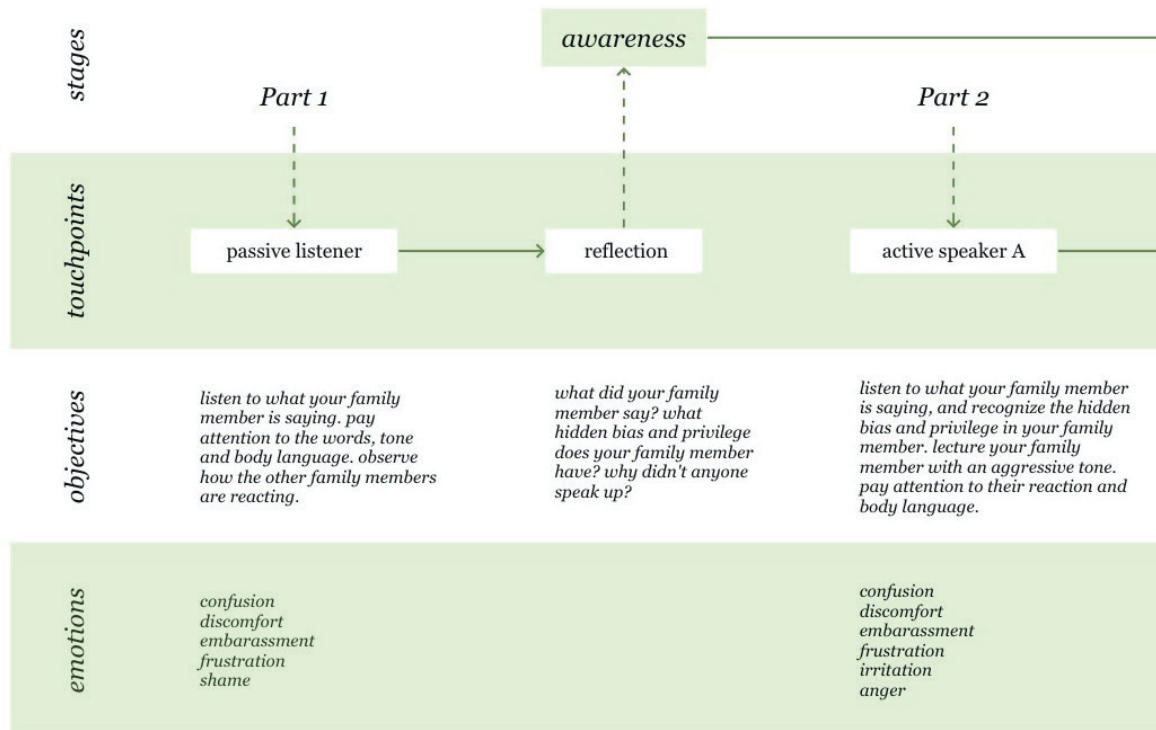 stages
awareness
Part 1
Part 2
touchpoints
passive listener
reflection
active speaker A
objectives
listen to what your family
member is saying. pay
attention to the words, tone
and body language. observe
how the other family members
are reacting.
what did your family
member say? what
hidden bias and privilege
does your family member
have? why didn't anyone
speak up?
listen to what your family member
is saying, and recognize the hidden
bias and privilege in your family
member. lecture your family
member with an aggressive tone.
pay attention to their reaction and
body language.
emotions
confusion
discomfort
embarassment
frustration
shame
confusion
discomfort
embarassment
frustration
irritation
anger